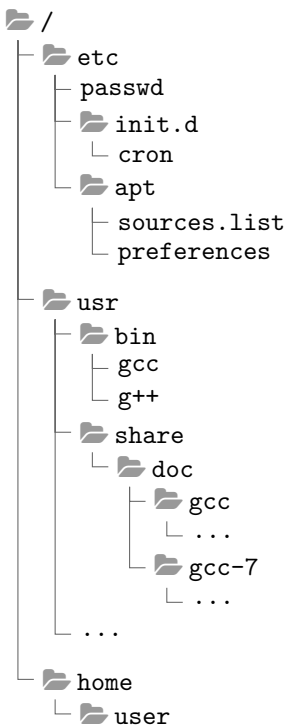 /
etc
passwd
init.d
cron
apt
sources.list
preferences
usr
bin
gcc
g++
share
doc
gcc
...
gcc-7
...
...
home
user